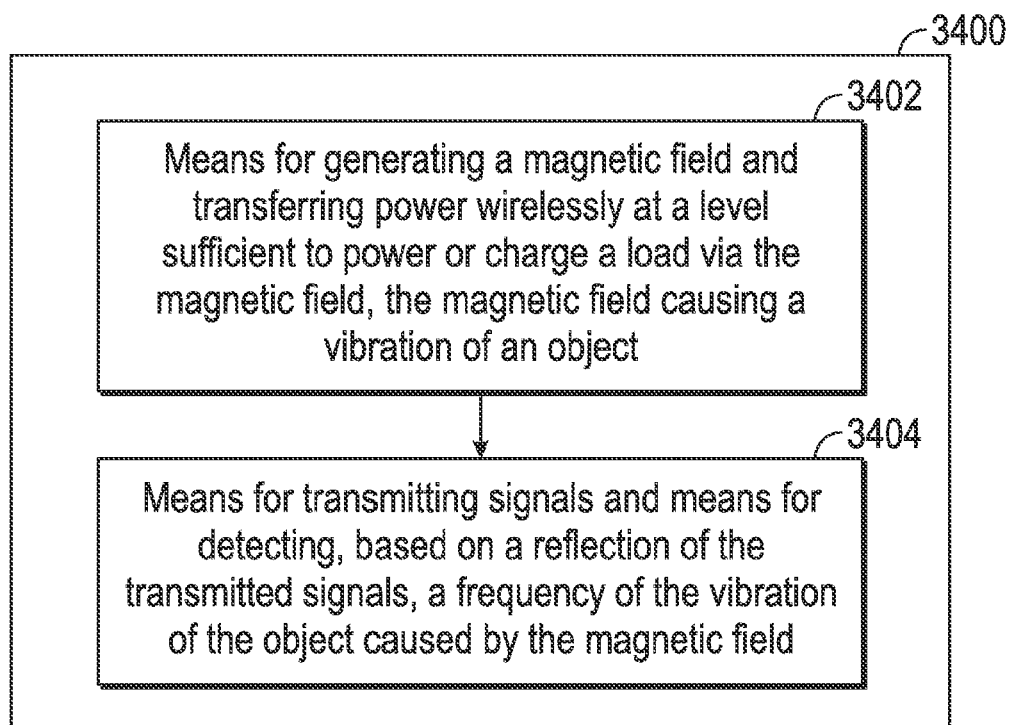 3400
3402
Means for generating a magnetic field and
transferring power wirelessly at a level
sufficient to power or charge a load via the
magnetic field, the magnetic field causing a
vibration of an object
3404
Means for transmitting signals and means for
detecting, based on a reflection of the
transmitted signals, a frequency of the vibration
of the object caused by the magnetic field